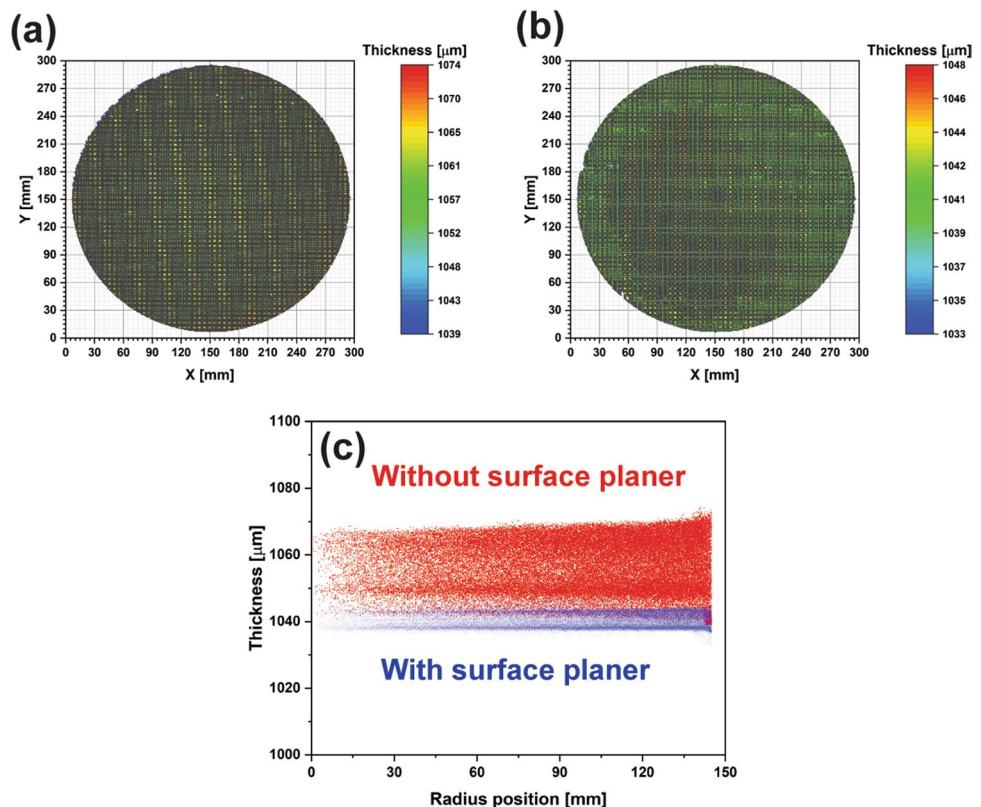 (a)
Thickness [μm]
300
270
240
210
180
150
120
90
60
30
0
Y [mm]
0 30 60 90 120 150 180 210 240 270 300
X [mm]
1074
1070
1065
1061
1057
1052
1048
1043
1039
(b)
Thickness [μm]
300
270
240
210
180
150
120
90
60
30
0
Y [mm]
0 30 60 90 120 150 180 210 240 270 300
X [mm]
1048
1046
1044
1042
1041
1039
1037
1035
1033
(c)
Without surface planer
With surface planer
1100
1080
1060
1040
1020
1000
Thickness [μm]
0 30 60 90 120 150
Radius position [mm]